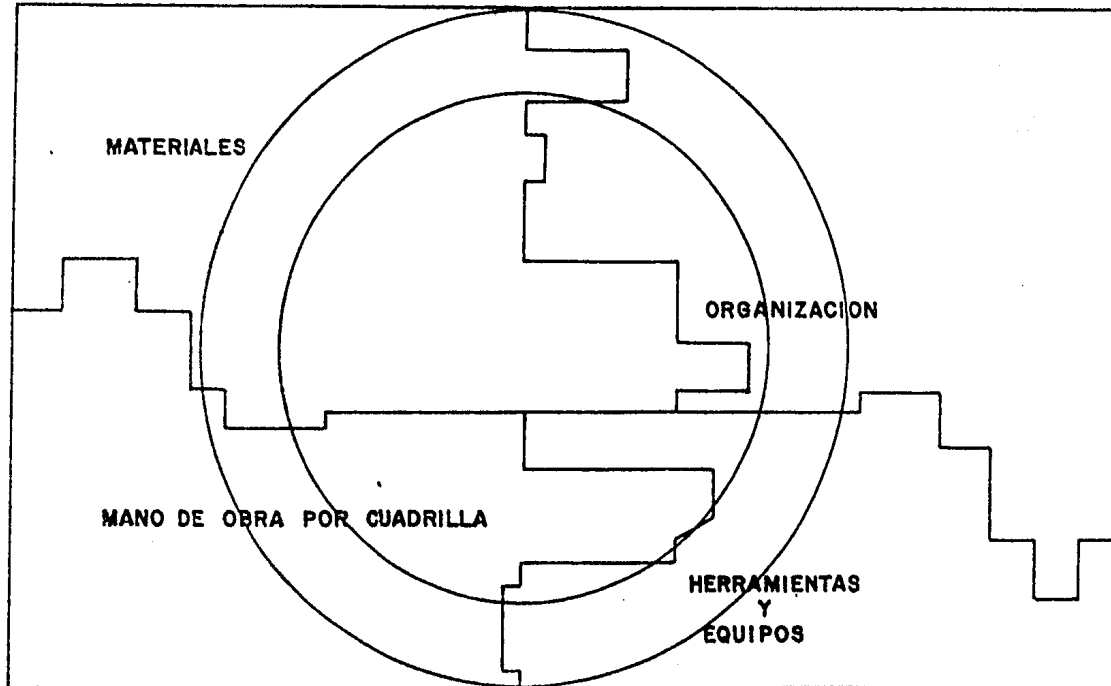 MATERIALES
ORGANIZACION
MANO DE OBRA POR CUADRILLA
HERRAMIENTAS
Y
EQUIPOS